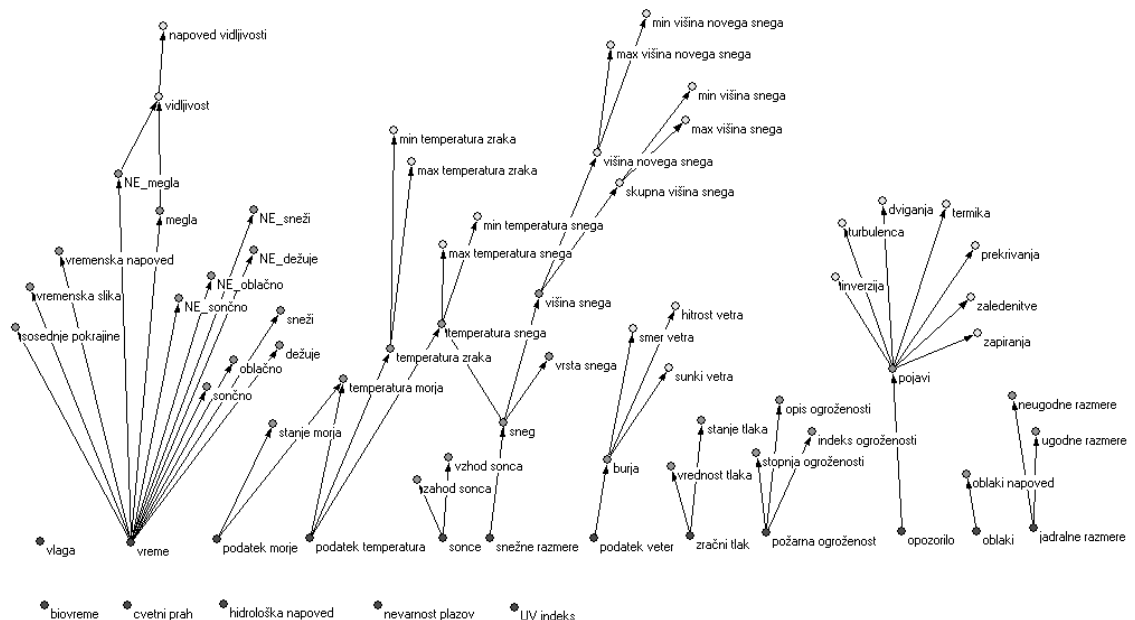 min višina novega snega
napoved vidljivosti
max višina novega snega
min višina snega
vidljivost
max višina snega
min temperatura zraka
višina novega snega
max temperatura zraka
NE_megla
skupna višina snega
dviganja
termika
megla
NE_sneži
min temperatura snega
turbulenca
max temperatura snega
prekrivanja
vremenska napoved
NE_dežuje
inverzija
NE_oblačno
vremenska slika
NE_sončno
višina snega
zaledenitve
sneži
hitrost vetra
sosednje pokrajine
temperatura snega
smer vetra
zapiranja
dežuje
temperatura zraka
vrsta snega
oblačno
sunki vetra
pojavi
sončno
temperatura morja
opis ogroženosti
neugodne razmere
stanje morja
sneg
stanje tlaka
indeks ogroženosti
ugodne razmere
vzhod sonca
burja
vrednost tlaka
stopnja ogroženosti
zahod sonca
oblaki napoved
vlaga
vreme
podatek morje
podatek temperatura
sonce
snežne razmere
podatek veter
zračni tlak
požarna ogroženost
opozorilo
oblaki
jadralne razmere
biovreme
cvetni prah
hidrološka napoved
nevarnost plazov
UV indeks